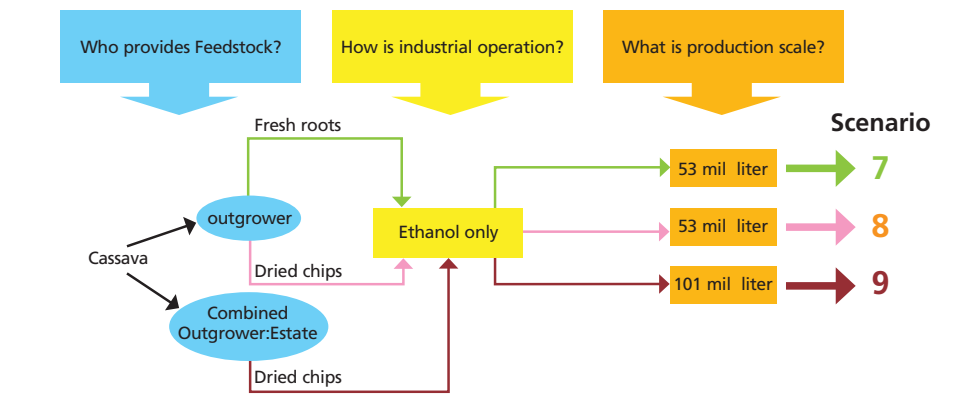 Who provides Feedstock?
How is industrial operation?
What is production scale?
Scenario
Fresh roots
53 mil liter
7
outgrower
Ethanol only
53 mil liter
8
Cassava
Dried chips
101 mil liter
9
Combined
Outgrower:Estate
Dried chips